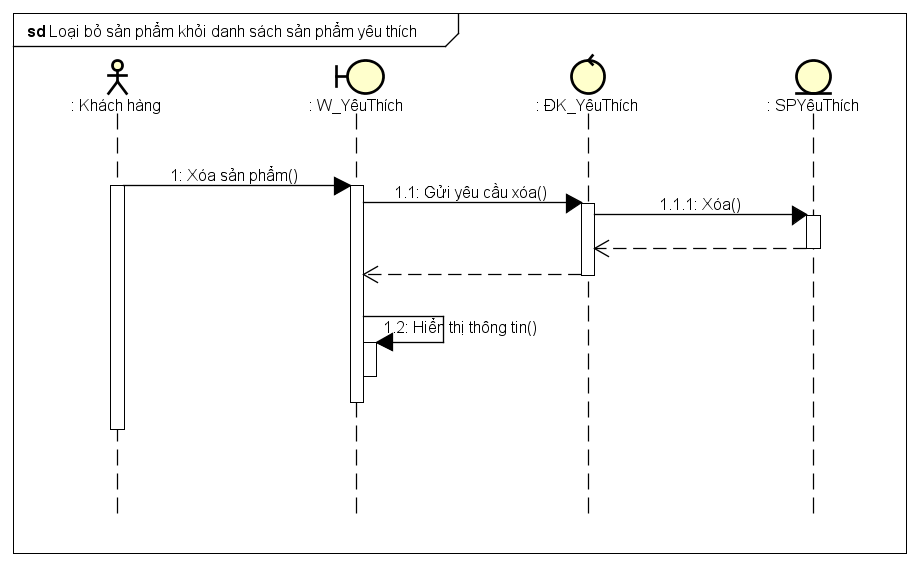 sd Loại bỏ sản phẩm khỏi danh sách sản phẩm yêu thích
: Khách hàng
: W_YêuThích
: ĐK_YêuThích
: SPYêuThích
1: Xóa sản phẩm()
1.1: Gửi yêu cầu xóa()
1.1.1: Xóa()
1.2: Hiển thị thông tin()